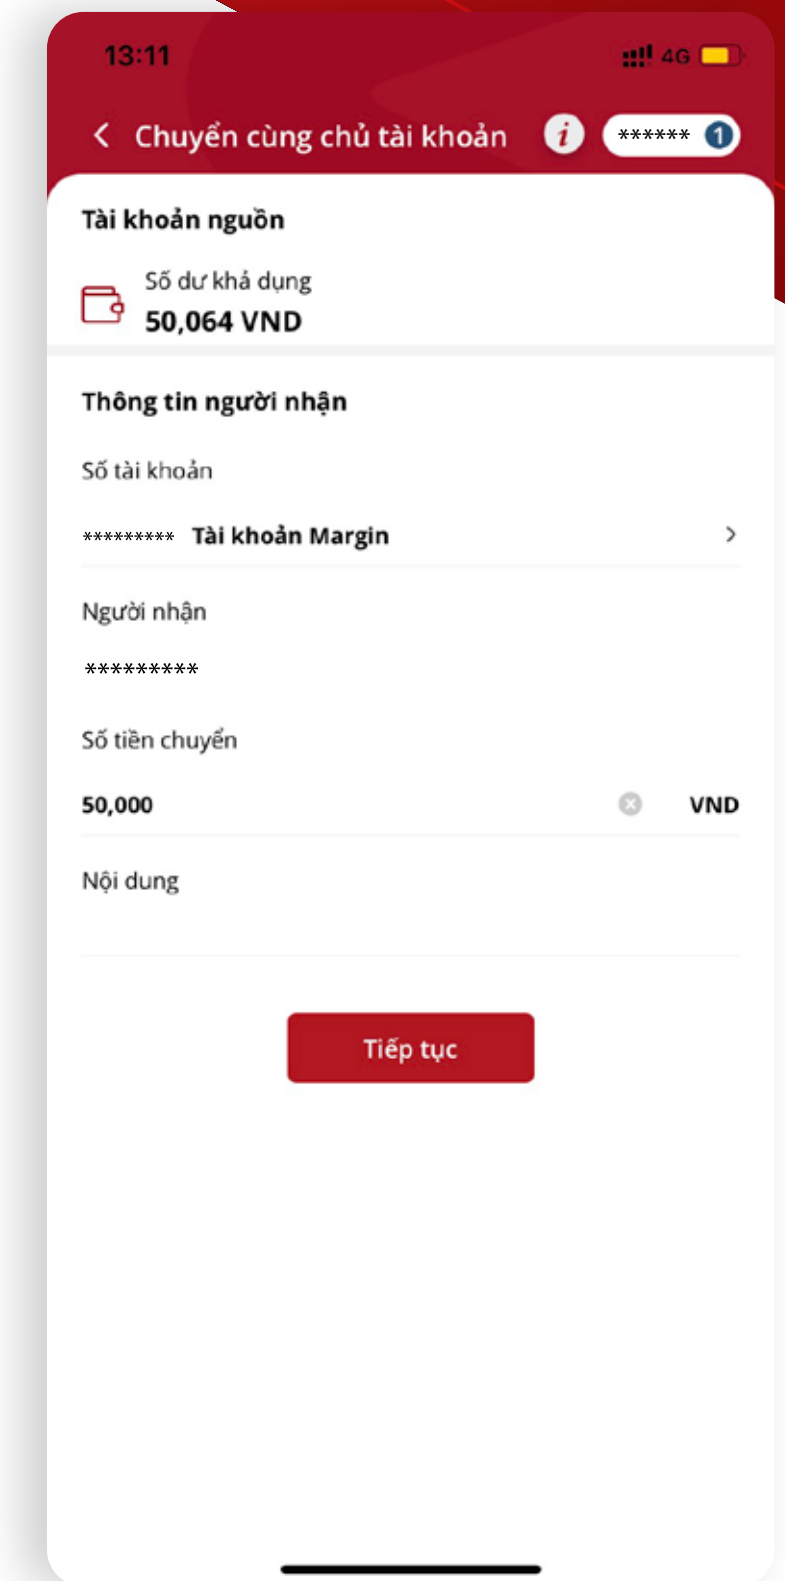 13:11 4G
Chuyển cùng chủ tài khoản i ****** 1
Tài khoản nguồn
Số dư khả dụng
50,064 VND
Thông tin người nhận
Số tài khoản
********* Tài khoản Margin
Người nhận
*********
Số tiền chuyển
50,000 VND
Nội dung
Tiếp tục